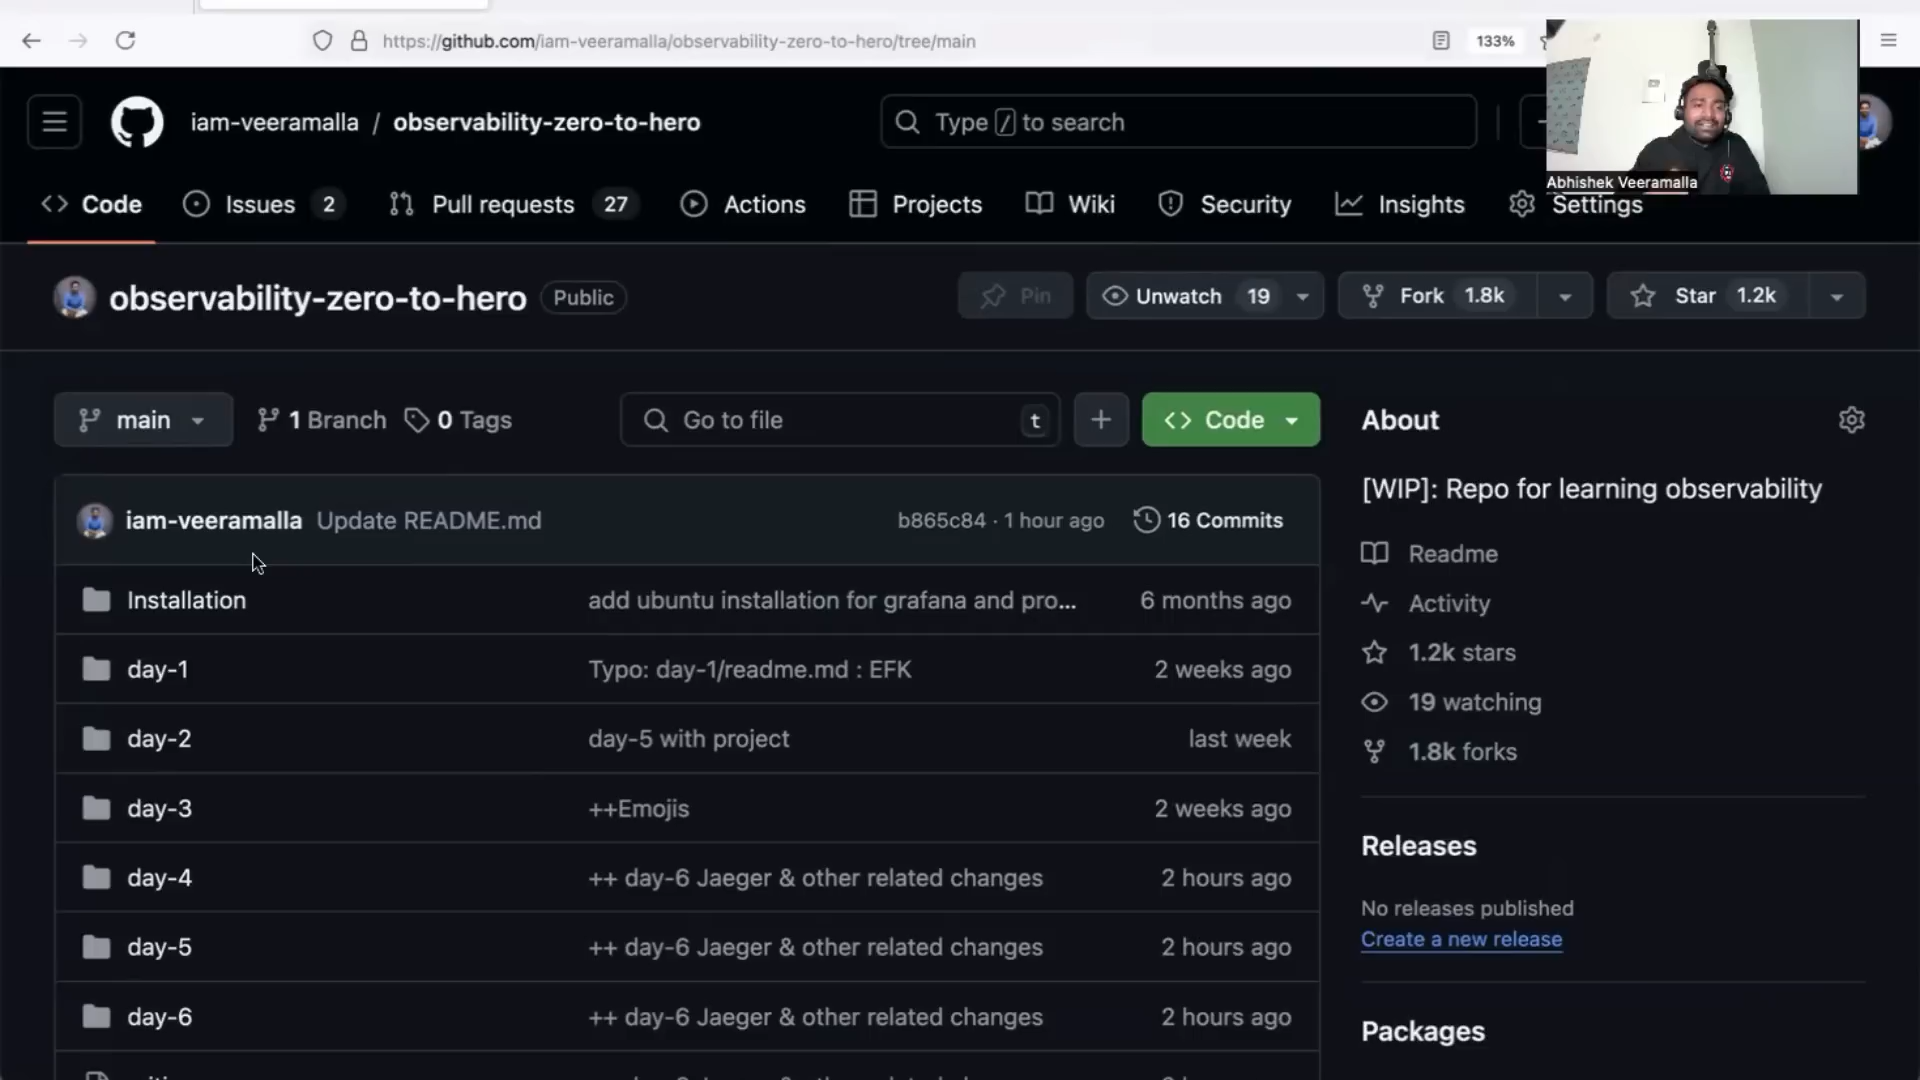 https://github.com/iam-veeramalla/observability-zero-to-hero/tree/main
133%
iam-veeramalla / observability-zero-to-hero
Type / to search
Abhishek Veeramalla
Code
Issues 2
Pull requests 27
Actions
Projects
Wiki
Security
Insights
Settings
observability-zero-to-hero Public
Pin
Unwatch 19
Fork 1.8k
Star 1.2k
main
1 Branch
0 Tags
Go to file t
Code
iam-veeramalla Update README.md b865c84 · 1 hour ago 16 Commits
Installation add ubuntu installation for grafana and pro... 6 months ago
day-1 Typo: day-1/readme.md : EFK 2 weeks ago
day-2 day-5 with project last week
day-3 ++Emojis 2 weeks ago
day-4 ++ day-6 Jaeger & other related changes 2 hours ago
day-5 ++ day-6 Jaeger & other related changes 2 hours ago
day-6 ++ day-6 Jaeger & other related changes 2 hours ago
About
[WIP]: Repo for learning observability
Readme
Activity
1.2k stars
19 watching
1.8k forks
Releases
No releases published
Create a new release
Packages